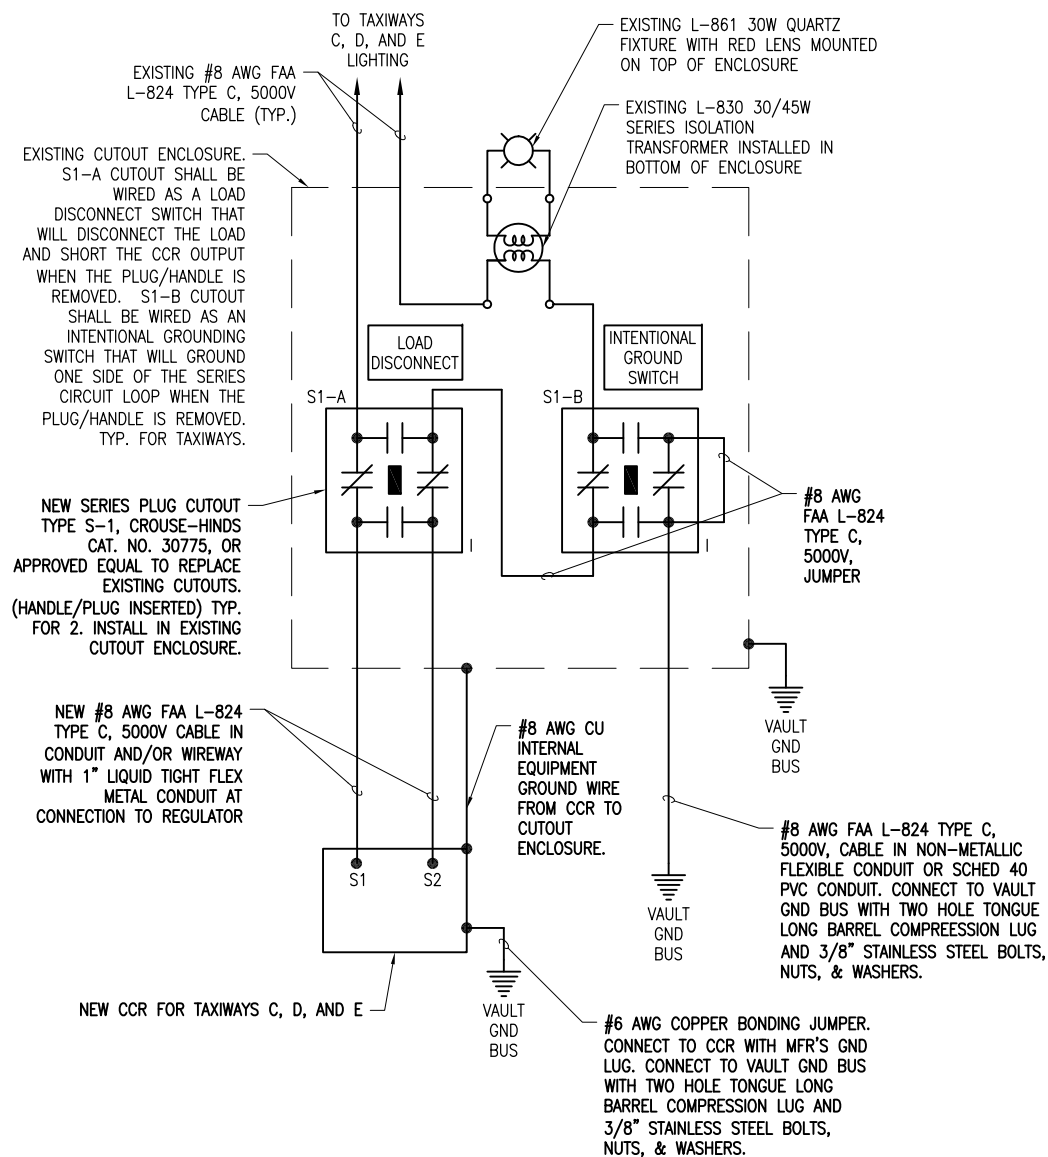 TO TAXIWAYS
C, D, AND E
LIGHTING
EXISTING #8 AWG FAA
L-824 TYPE C, 5000V
CABLE (TYP.)
EXISTING L-861 30W QUARTZ
FIXTURE WITH RED LENS MOUNTED
ON TOP OF ENCLOSURE
EXISTING L-830 30/45W
SERIES ISOLATION
TRANSFORMER INSTALLED IN
BOTTOM OF ENCLOSURE
EXISTING CUTOUT ENCLOSURE.
S1-A CUTOUT SHALL BE
WIRED AS A LOAD
DISCONNECT SWITCH THAT
WILL DISCONNECT THE LOAD
AND SHORT THE CCR OUTPUT
WHEN THE PLUG/HANDLE IS
REMOVED. S1-B CUTOUT
SHALL BE WIRED AS AN
INTENTIONAL GROUNDING
SWITCH THAT WILL GROUND
ONE SIDE OF THE SERIES
CIRCUIT LOOP WHEN THE
PLUG/HANDLE IS REMOVED.
TYP. FOR TAXIWAYS.
LOAD
DISCONNECT
INTENTIONAL
GROUND
SWITCH
S1-A
S1-B
I
I
NEW SERIES PLUG CUTOUT
TYPE S-1, CROUSE-HINDS
CAT. NO. 30775, OR
APPROVED EQUAL TO REPLACE
EXISTING CUTOUTS.
(HANDLE/PLUG INSERTED) TYP.
FOR 2. INSTALL IN EXISTING
CUTOUT ENCLOSURE.
#8 AWG
FAA L-824
TYPE C,
5000V,
JUMPER
VAULT
GND
BUS
NEW #8 AWG FAA L-824
TYPE C, 5000V CABLE IN
CONDUIT AND/OR WIREWAY
WITH 1" LIQUID TIGHT FLEX
METAL CONDUIT AT
CONNECTION TO REGULATOR
#8 AWG CU
INTERNAL
EQUIPMENT
GROUND WIRE
FROM CCR TO
CUTOUT
ENCLOSURE.
#8 AWG FAA L-824 TYPE C,
5000V, CABLE IN NON-METALLIC
FLEXIBLE CONDUIT OR SCHED 40
PVC CONDUIT. CONNECT TO VAULT
GND BUS WITH TWO HOLE TONGUE
LONG BARREL COMPREESSION LUG
AND 3/8" STAINLESS STEEL BOLTS,
NUTS, & WASHERS.
S1
S2
VAULT
GND
BUS
NEW CCR FOR TAXIWAYS C, D, AND E
VAULT
GND
BUS
#6 AWG COPPER BONDING JUMPER.
CONNECT TO CCR WITH MFR'S GND
LUG. CONNECT TO VAULT GND BUS
WITH TWO HOLE TONGUE LONG
BARREL COMPRESSION LUG AND
3/8" STAINLESS STEEL BOLTS,
NUTS, & WASHERS.